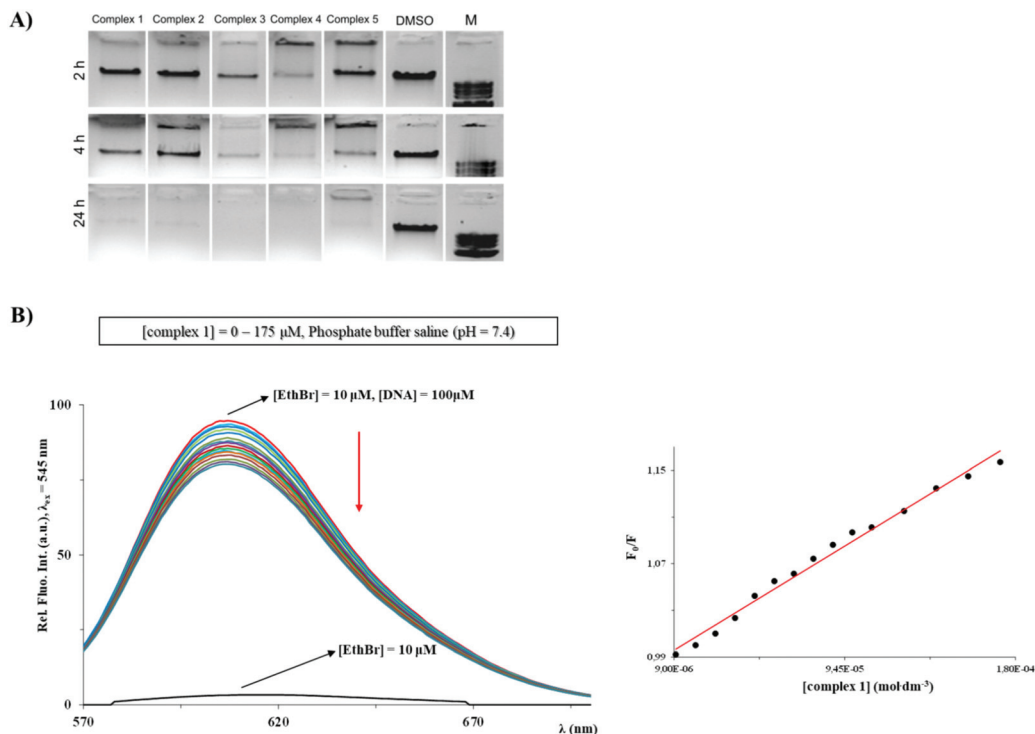 A)
Complex 1 Complex 2 Complex 3 Complex 4 Complex 5 DMSO M
2 h
4 h
24 h
B)
[complex 1] = 0 – 175 μM, Phosphate buffer saline (pH = 7.4)
[EthBr] = 10 μM, [DNA] = 100μM
Rel. Fluo. Int. (a.u.), λex = 545 nm
100
50
0
[EthBr] = 10 μM
570 620 670
λ (nm)
F0/F
1,15
1,07
0,99
9,00E-06 9,45E-05 1,80E-04
[complex 1] (mol·dm-3)